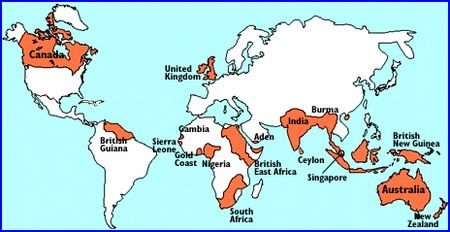 Canada
United
Kingdom
Burma
India
Gambia
Aden
British
New Guinea
British
Guiana
Sierra
Leone
Gold
Coast
Nigeria
British
East Africa
Ceylon
Singapore
Australia
South
Africa
New
Zealand